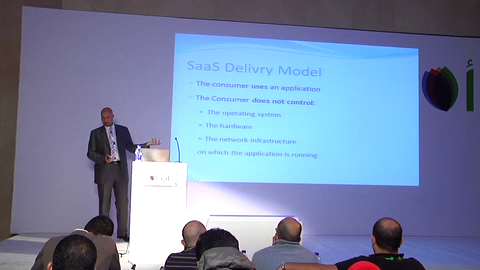 SaaS Delivry Model
The consumer uses an application
The Consumer does not control:
The operating system
The hardware
The network infrastructure
on which the application is running
أ